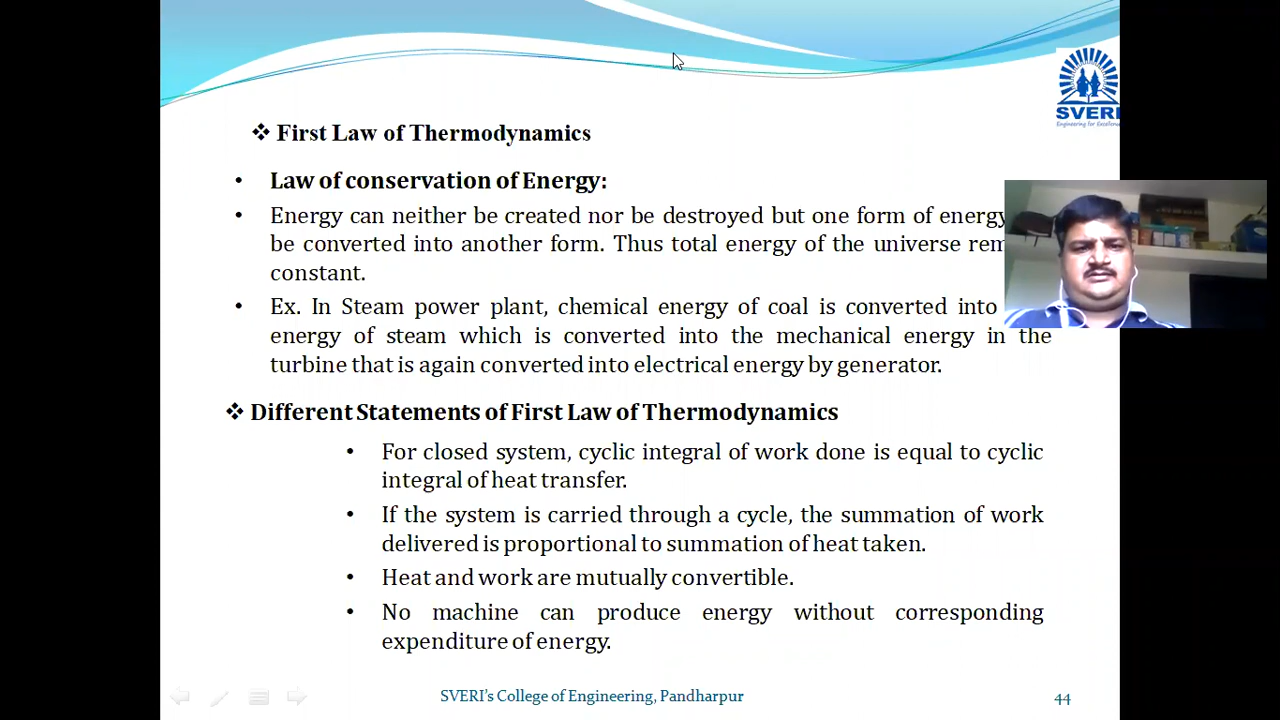 SVERI
Engineering for Excellence
❖ First Law of Thermodynamics
• Law of conservation of Energy:
• Energy can neither be created nor be destroyed but one form of energy
be converted into another form. Thus total energy of the universe rem
constant.
• Ex. In Steam power plant, chemical energy of coal is converted into
energy of steam which is converted into the mechanical energy in the
turbine that is again converted into electrical energy by generator.
❖ Different Statements of First Law of Thermodynamics
• For closed system, cyclic integral of work done is equal to cyclic
integral of heat transfer.
• If the system is carried through a cycle, the summation of work
delivered is proportional to summation of heat taken.
• Heat and work are mutually convertible.
• No machine can produce energy without corresponding
expenditure of energy.
SVERI's College of Engineering, Pandharpur
44